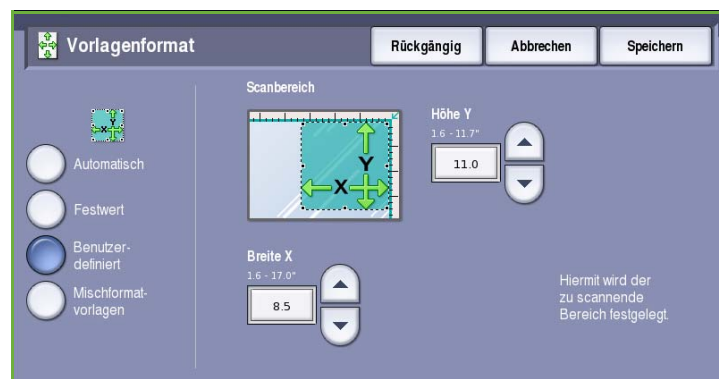 Vorlagenformat
Rückgängig
Abbrechen
Speichern
Automatisch
Festwert
Benutzer-
definiert
Mischformat-
vorlagen
Scanbereich
Y
X
Höhe Y
1.6 - 11.7"
11.0
Breite X
1.6 - 17.0"
8.5
Hiermit wird der
zu scannende
Bereich festgelegt.